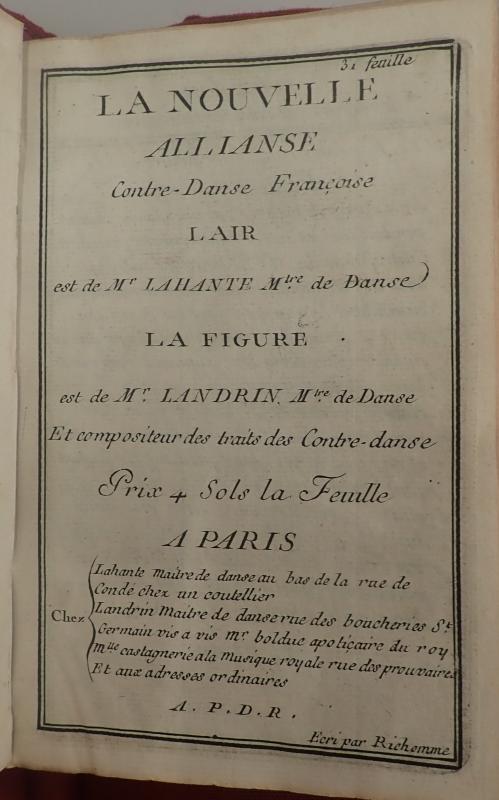 31 feuille
LA NOUVELLE
ALLIANSE
Contre-Danse Françoise
LAIR
est de Mr LAHANTE Mtre de Danse
LA FIGURE
est de Mr. LANDRIN. Mtre de Danse
Et compositeur des traits des Contre-danse
Prix 4 Sols la Feuille
A PARIS
Chez
Lahante maitre de danse au bas de la rue de
Condé chez un coutellier
Landrin Maitre de danse rue des boucheries St
Germain vis a vis mr. bolduc apotiçaire du roy
mlle castagnerie a la musique royale rue des prouvaires
Et aux adresses ordinaires
A. P. D. R.
Ecri par Richomme